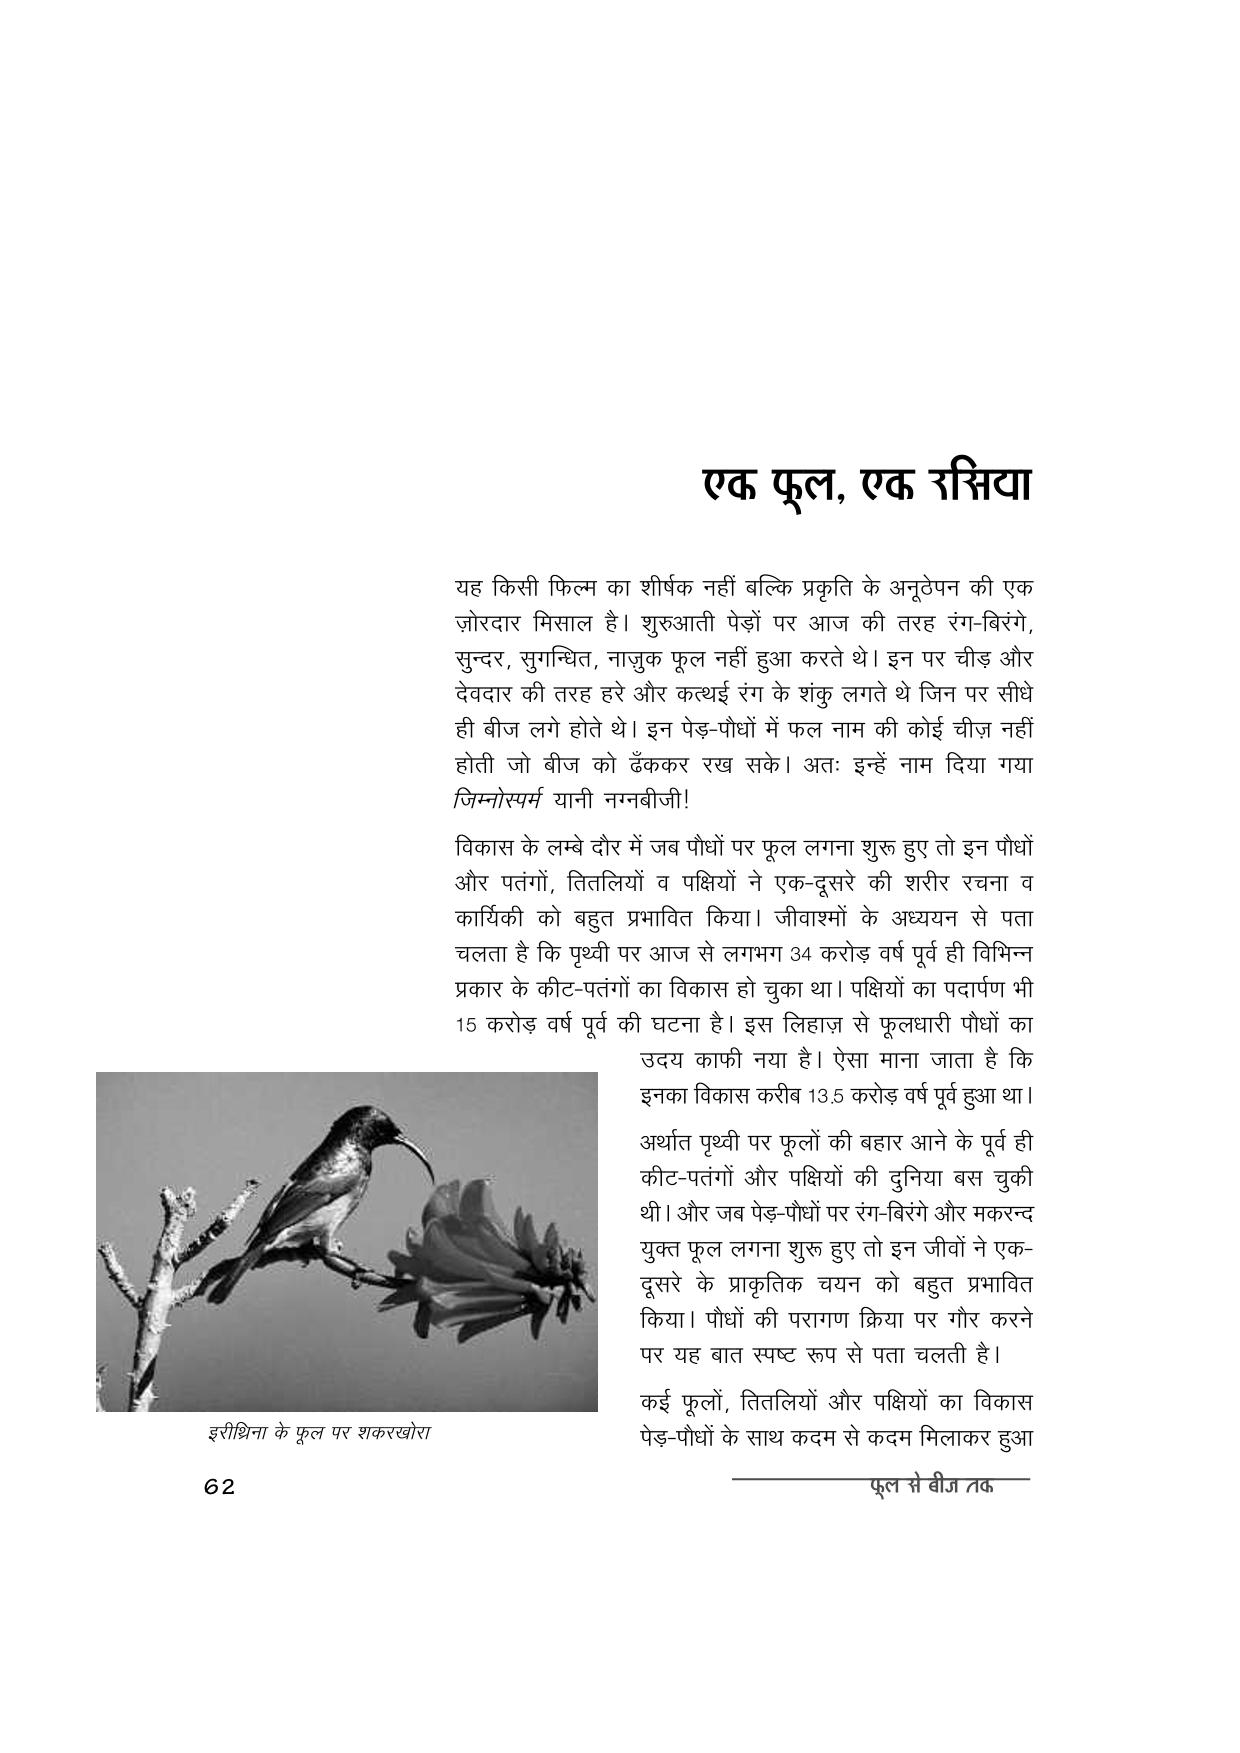 एक फूल, एक रसिया
यह किसी फिल्म का शीर्षक नहीं बल्कि प्रकृति के अनूठेपन की एक
ज़ोरदार मिसाल है। शुरुआती पेड़ों पर आज की तरह रंग-बिरंगे,
सुन्दर, सुगन्धित, नाज़ुक फूल नहीं हुआ करते थे। इन पर चीड़ और
देवदार की तरह हरे और कत्थई रंग के शंकु लगते थे जिन पर सीधे
ही बीज लगे होते थे। इन पेड़-पौधों में फल नाम की कोई चीज़ नहीं
होती जो बीज को ढँककर रख सके। अतः इन्हें नाम दिया गया
जिम्नोस्पर्म यानी नग्नबीजी!
विकास के लम्बे दौर में जब पौधों पर फूल लगना शुरू हुए तो इन पौधों
और पतंगों, तितलियों व पक्षियों ने एक-दूसरे की शरीर रचना व
कार्यिकी को बहुत प्रभावित किया। जीवाश्मों के अध्ययन से पता
चलता है कि पृथ्वी पर आज से लगभग 34 करोड़ वर्ष पूर्व ही विभिन्न
प्रकार के कीट-पतंगों का विकास हो चुका था। पक्षियों का पदार्पण भी
15 करोड़ वर्ष पूर्व की घटना है। इस लिहाज़ से फूलधारी पौधों का
उदय काफी नया है। ऐसा माना जाता है कि
इनका विकास करीब 13.5 करोड़ वर्ष पूर्व हुआ था।
अर्थात पृथ्वी पर फूलों की बहार आने के पूर्व ही
कीट-पतंगों और पक्षियों की दुनिया बस चुकी
थी। और जब पेड़-पौधों पर रंग-बिरंगे और मकरन्द
युक्त फूल लगना शुरू हुए तो इन जीवों ने एक-
दूसरे के प्राकृतिक चयन को बहुत प्रभावित
किया। पौधों की परागण क्रिया पर गौर करने
पर यह बात स्पष्ट रूप से पता चलती है।
कई फूलों, तितलियों और पक्षियों का विकास
पेड़-पौधों के साथ कदम से कदम मिलाकर हुआ
इरीथ्रिना के फूल पर शकरखोरा
62
फूल से बीज तक